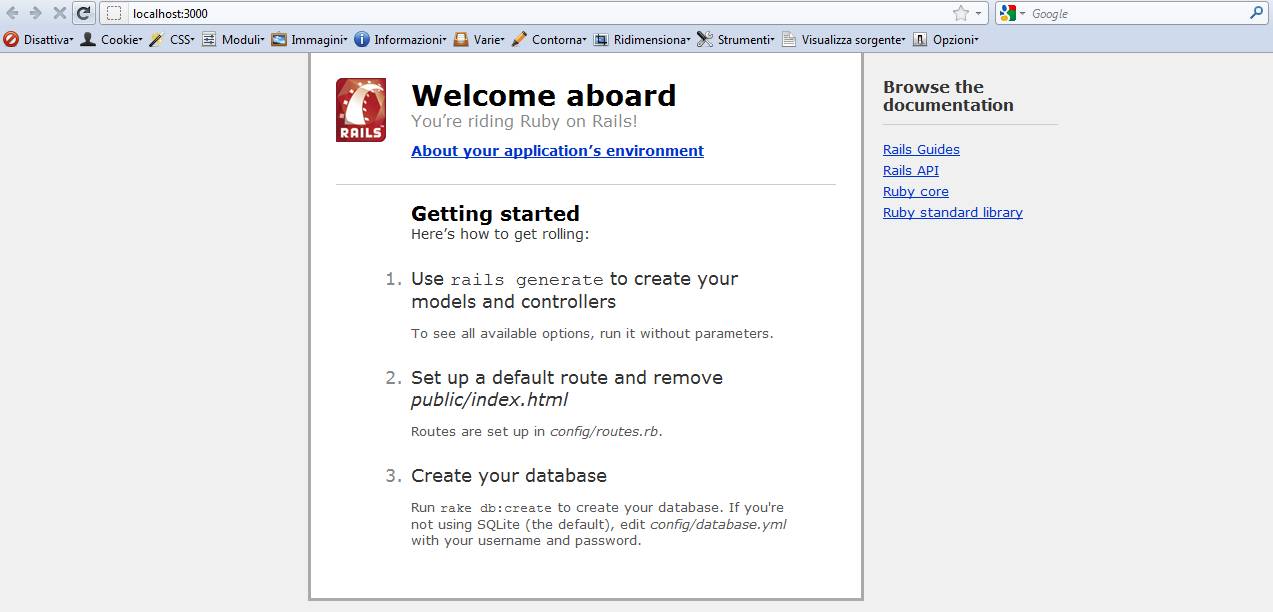 localhost:3000
Google
Disattiva Cookie CSS Moduli Immagini Informazioni Varie Contorna Ridimensiona Strumenti Visualizza sorgente Opzioni
RAILS
Welcome aboard
You’re riding Ruby on Rails!
About your application’s environment
Getting started
Here’s how to get rolling:
1. Use rails generate to create your
models and controllers
To see all available options, run it without parameters.
2. Set up a default route and remove
public/index.html
Routes are set up in config/routes.rb.
3. Create your database
Run rake db:create to create your database. If you're
not using SQLite (the default), edit config/database.yml
with your username and password.
Browse the
documentation
Rails Guides
Rails API
Ruby core
Ruby standard library